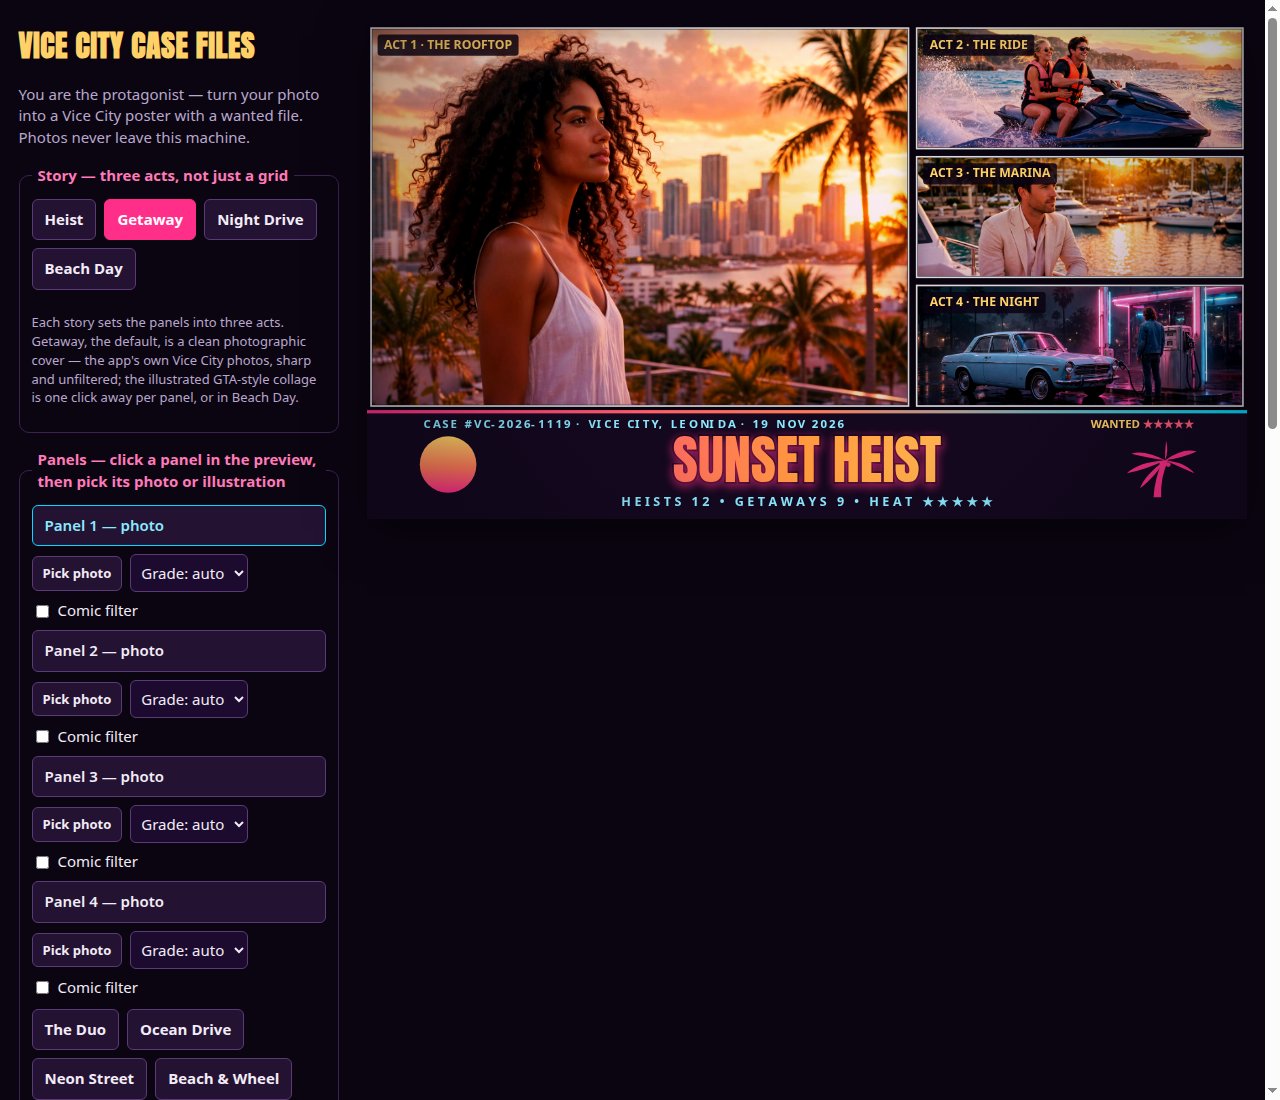 VICE CITY CASE FILES
You are the protagonist — turn your photo
into a Vice City poster with a wanted file.
Photos never leave this machine.
Story — three acts, not just a grid
Heist
Getaway
Night Drive
Beach Day
Each story sets the panels into three acts.
Getaway, the default, is a clean photographic
cover — the app's own Vice City photos, sharp
and unfiltered; the illustrated GTA-style collage
is one click away per panel, or in Beach Day.
Panels — click a panel in the preview,
then pick its photo or illustration
Panel 1 — photo
Pick photo
Grade: auto
Comic filter
Panel 2 — photo
Pick photo
Grade: auto
Comic filter
Panel 3 — photo
Pick photo
Grade: auto
Comic filter
Panel 4 — photo
Pick photo
Grade: auto
Comic filter
The Duo
Ocean Drive
Neon Street
Beach & Wheel
ACT 1 · THE ROOFTOP
ACT 2 · THE RIDE
ACT 3 · THE MARINA
ACT 4 · THE NIGHT
CASE #VC-2026-1119 · VICE CITY, LEONIDA · 19 NOV 2026
WANTED ★★★★★
SUNSET HEIST
HEISTS 12 • GETAWAYS 9 • HEAT ★★★★★